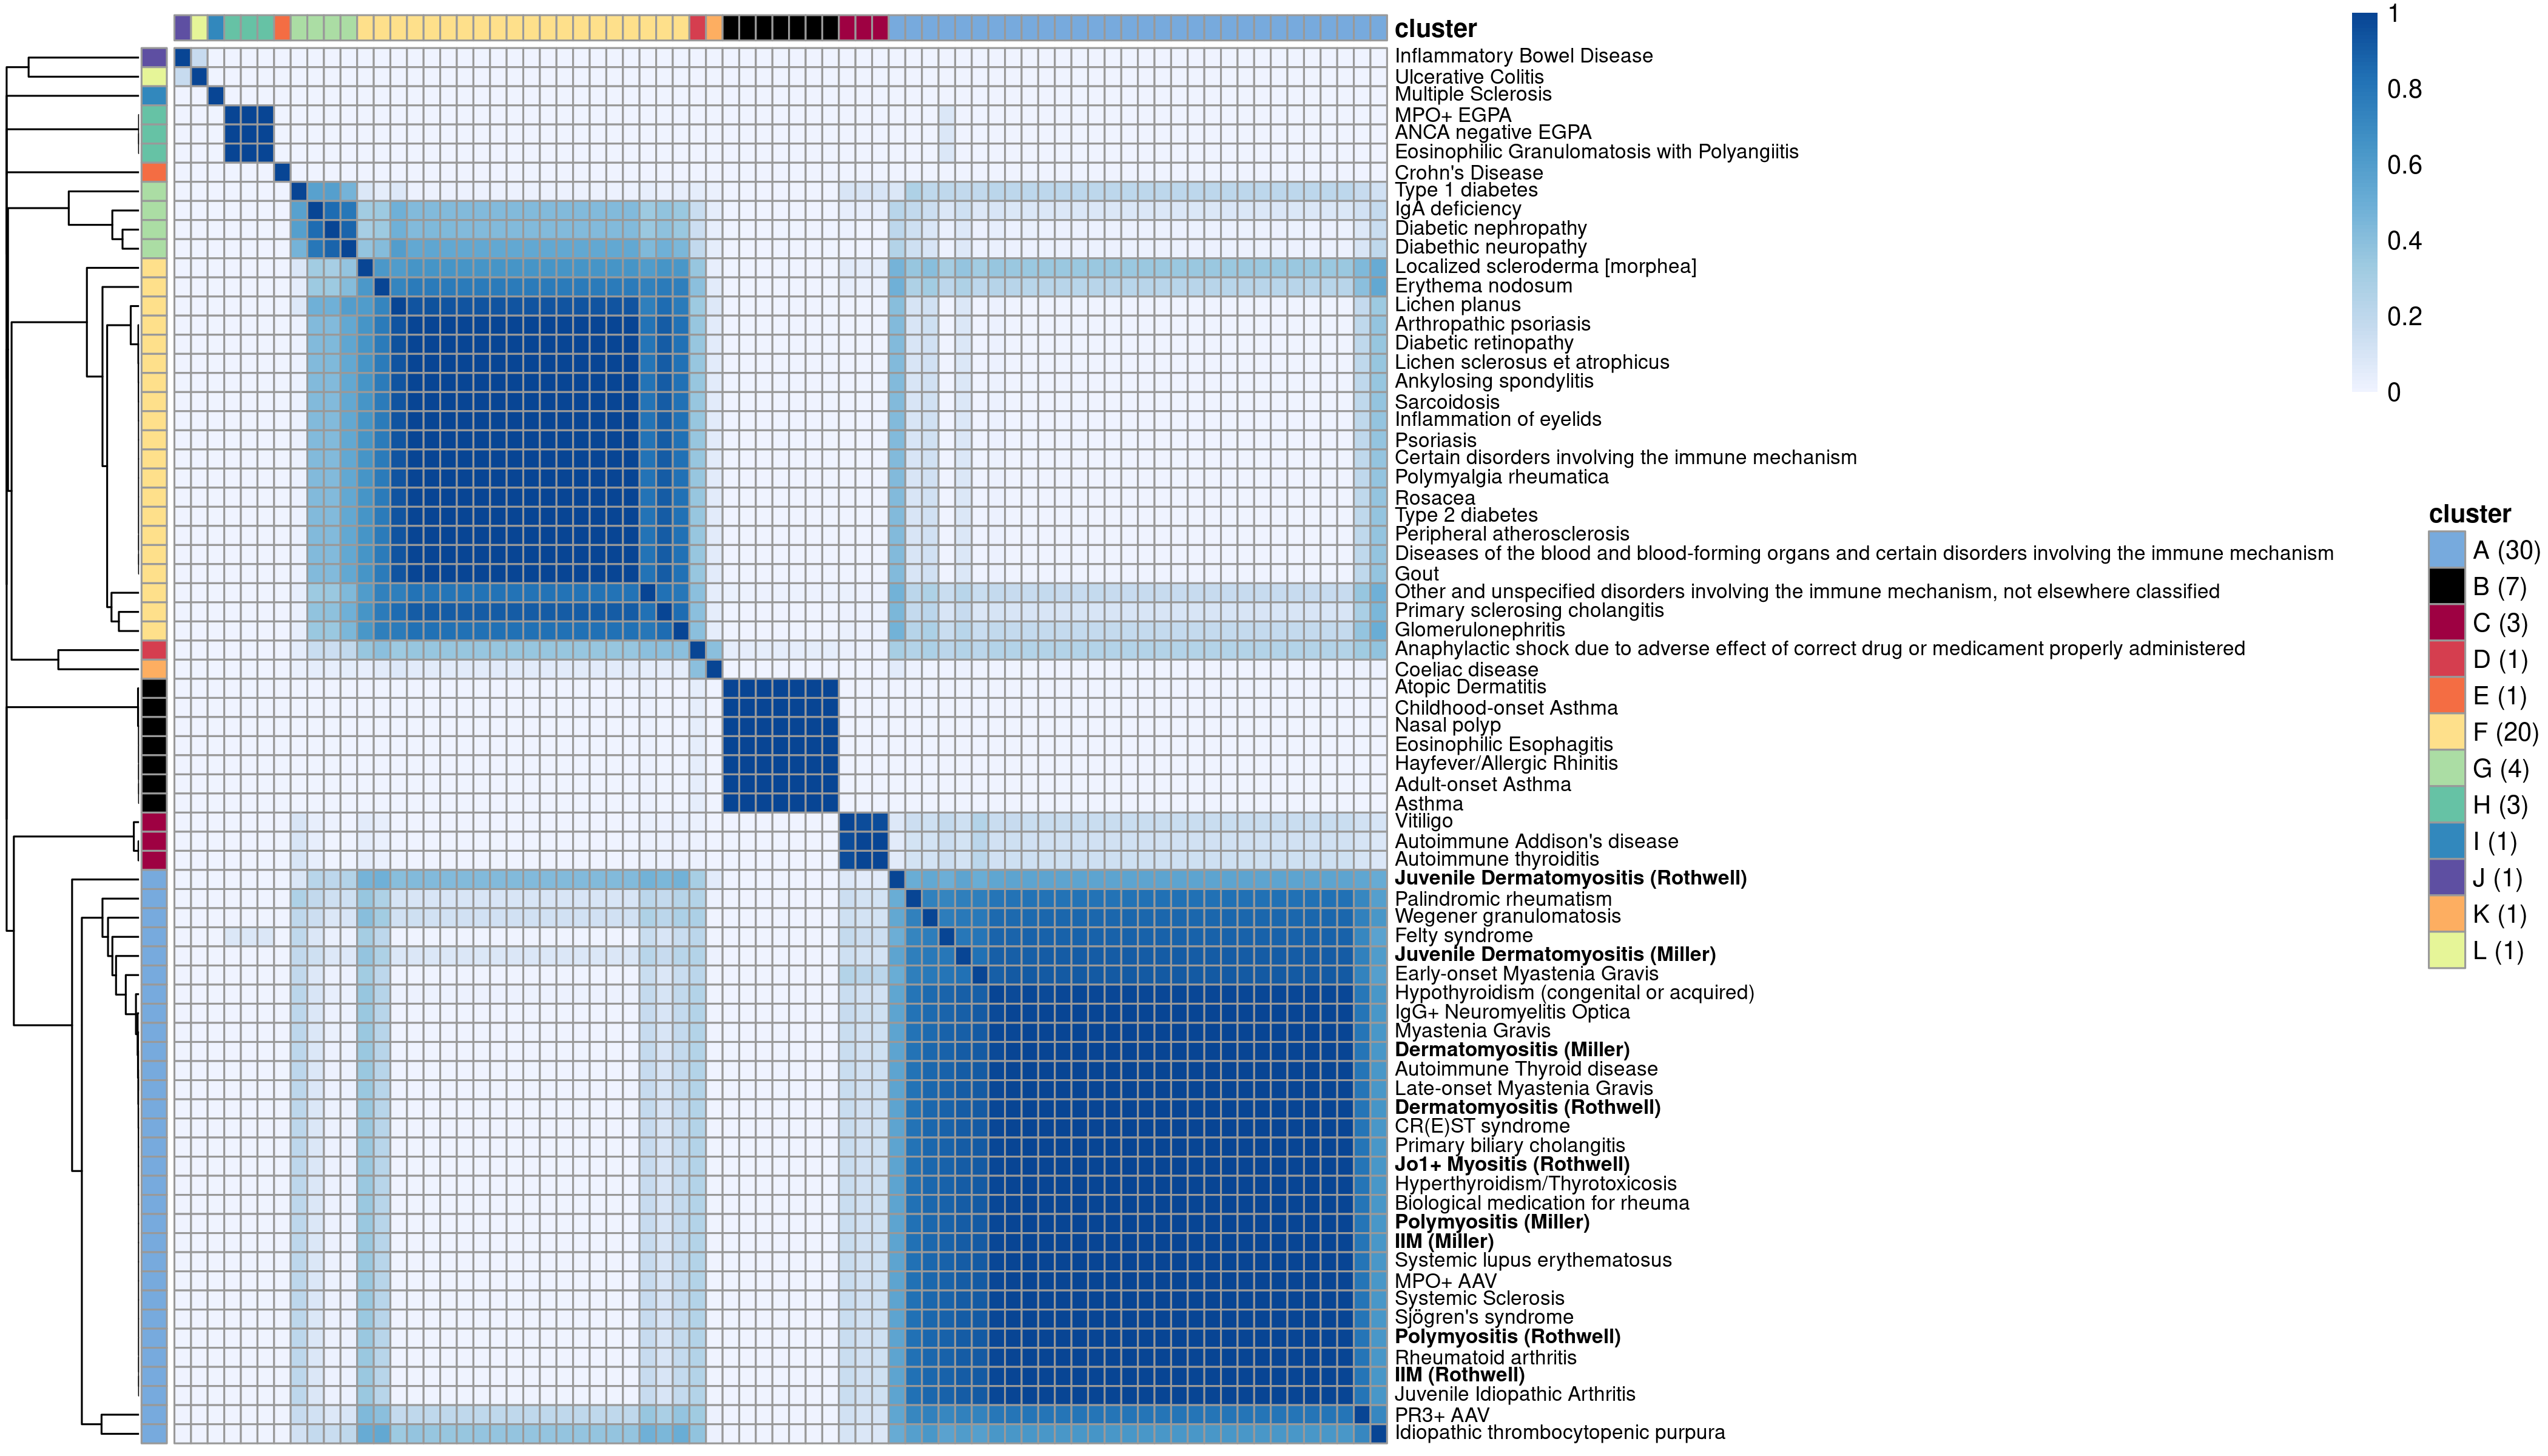 cluster
Inflammatory Bowel Disease
Ulcerative Colitis
Multiple Sclerosis
MPO+ EGPA
ANCA negative EGPA
Eosinophilic Granulomatosis with Polyangiitis
Crohn's Disease
Type 1 diabetes
IgA deficiency
Diabetic nephropathy
Diabethic neuropathy
Localized scleroderma [morphea]
Erythema nodosum
Lichen planus
Arthropathic psoriasis
Diabetic retinopathy
Lichen sclerosus et atrophicus
Ankylosing spondylitis
Sarcoidosis
Inflammation of eyelids
Psoriasis
Certain disorders involving the immune mechanism
Polymyalgia rheumatica
Rosacea
Type 2 diabetes
Peripheral atherosclerosis
Diseases of the blood and blood-forming organs and certain disorders involving the immune mechanism
Gout
Other and unspecified disorders involving the immune mechanism, not elsewhere classified
Primary sclerosing cholangitis
Glomerulonephritis
Anaphylactic shock due to adverse effect of correct drug or medicament properly administered
Coeliac disease
Atopic Dermatitis
Childhood-onset Asthma
Nasal polyp
Eosinophilic Esophagitis
Hayfever/Allergic Rhinitis
Adult-onset Asthma
Asthma
Vitiligo
Autoimmune Addison's disease
Autoimmune thyroiditis
Juvenile Dermatomyositis (Rothwell)
Palindromic rheumatism
Wegener granulomatosis
Felty syndrome
Juvenile Dermatomyositis (Miller)
Early-onset Myastenia Gravis
Hypothyroidism (congenital or acquired)
IgG+ Neuromyelitis Optica
Myastenia Gravis
Dermatomyositis (Miller)
Autoimmune Thyroid disease
Late-onset Myastenia Gravis
Dermatomyositis (Rothwell)
CR(E)ST syndrome
Primary biliary cholangitis
Jo1+ Myositis (Rothwell)
Hyperthyroidism/Thyrotoxicosis
Biological medication for rheuma
Polymyositis (Miller)
IIM (Miller)
Systemic lupus erythematosus
MPO+ AAV
Systemic Sclerosis
Sjögren's syndrome
Polymyositis (Rothwell)
Rheumatoid arthritis
IIM (Rothwell)
Juvenile Idiopathic Arthritis
PR3+ AAV
Idiopathic thrombocytopenic purpura
1
0.8
0.6
0.4
0.2
0
cluster
A (30)
B (7)
C (3)
D (1)
E (1)
F (20)
G (4)
H (3)
I (1)
J (1)
K (1)
L (1)